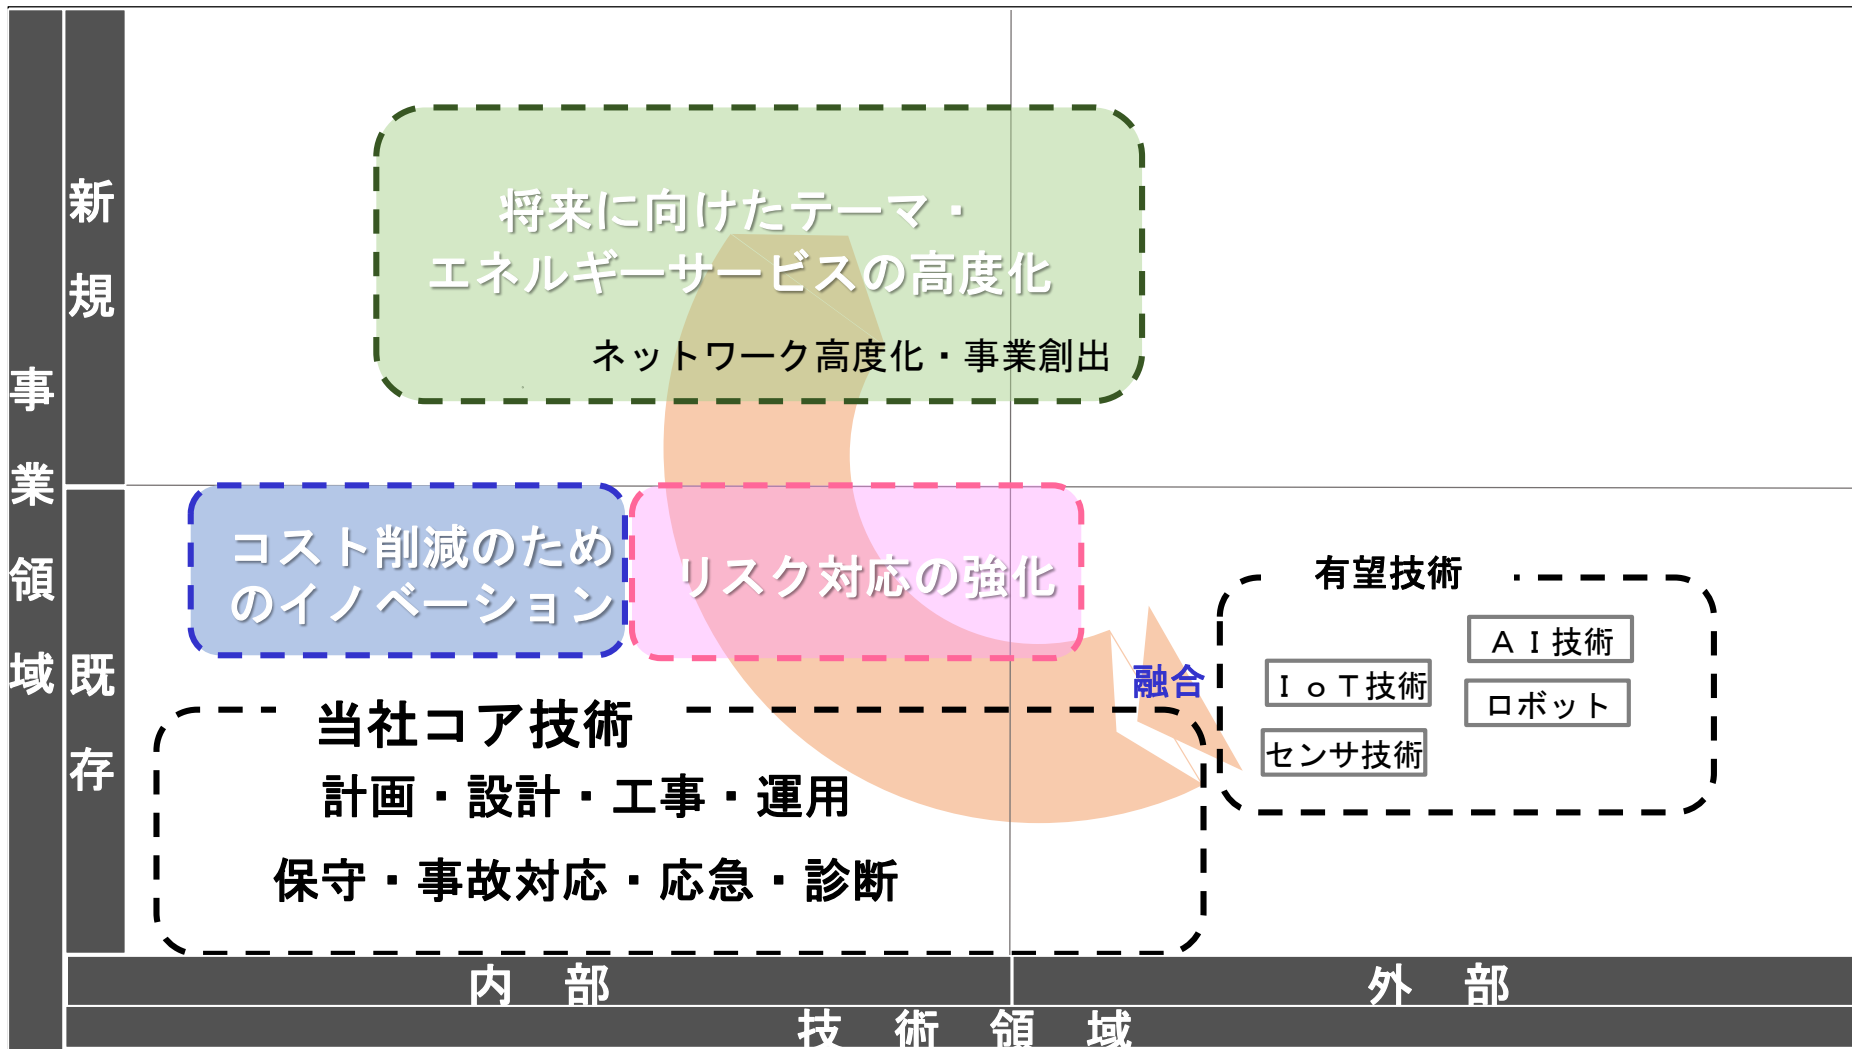 事業領域
新規
既存
将来に向けたテーマ・
エネルギーサービスの高度化
ネットワーク高度化・事業創出
コスト削減のため
のイノベーション
リスク対応の強化
有望技術
ＡＩ技術
ＩｏＴ技術
ロボット
センサ技術
融合
当社コア技術
計画・設計・工事・運用
保守・事故対応・応急・診断
内部
外部
技術領域